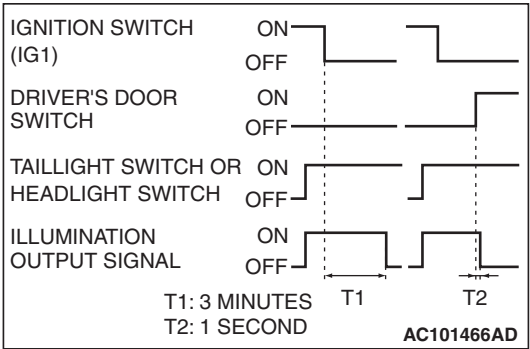 IGNITION SWITCH ON
(IG1) OFF
DRIVER'S DOOR ON
SWITCH OFF
TAILLIGHT SWITCH OR ON
HEADLIGHT SWITCH OFF
ILLUMINATION ON
OUTPUT SIGNAL OFF
T1: 3 MINUTES T1 T2
T2: 1 SECOND AC101466AD